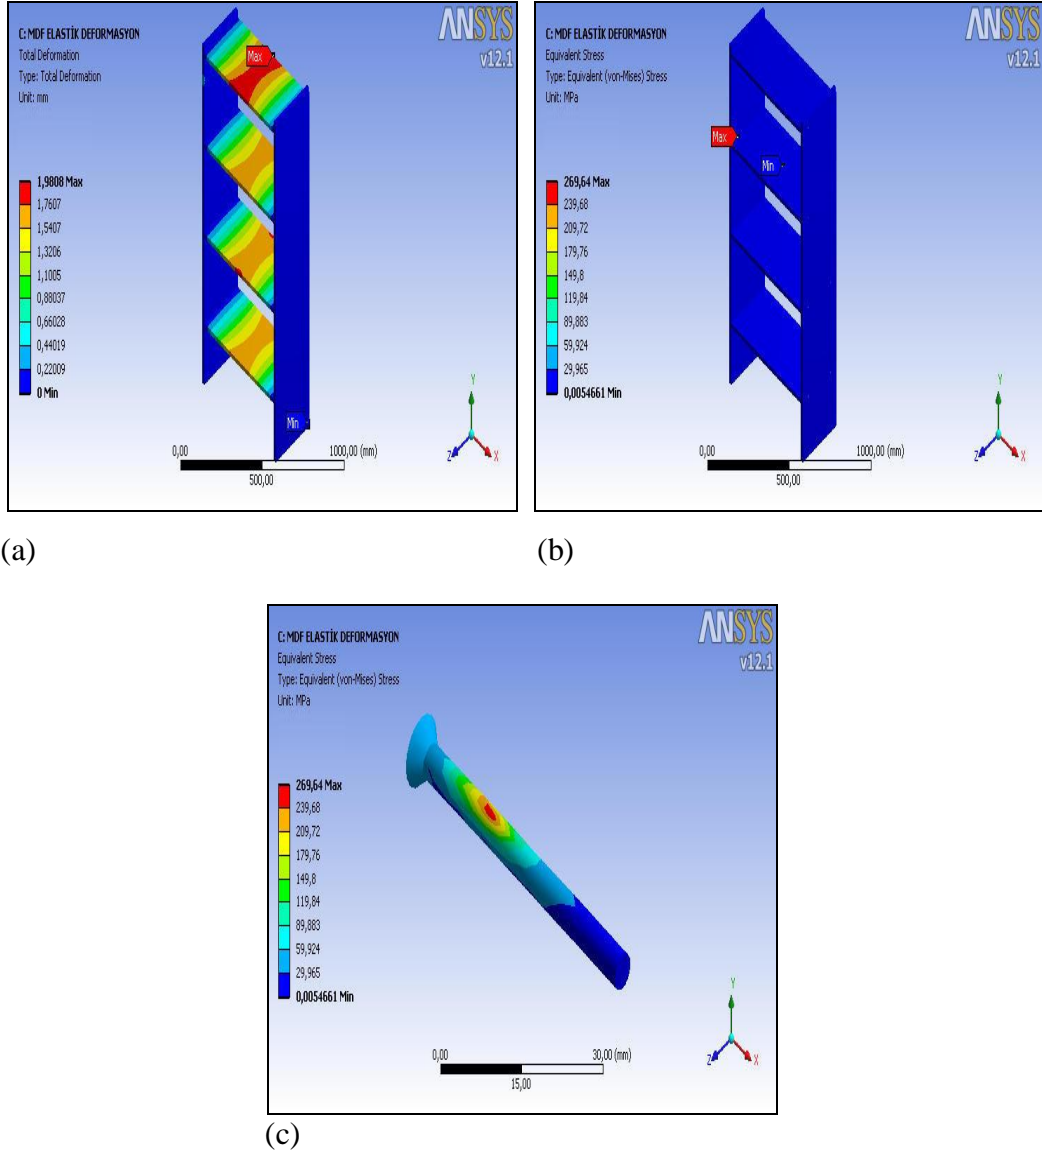 ANSYS
v12.1
C: MDF ELASTİK DEFORMASYON
Total Deformation
Type: Total Deformation
Unit: mm
Max
1,9808 Max
1,7607
1,5407
1,3206
1,1005
0,88037
0,66028
0,44019
0,22009
0 Min
Min
0,00
1000,00 (mm)
500,00
Y
Z
X
(a)
ANSYS
v12.1
C: MDF ELASTİK DEFORMASYON
Equivalent Stress
Type: Equivalent (von-Mises) Stress
Unit: MPa
Max
Min
269,64 Max
239,68
209,72
179,76
149,8
119,84
89,883
59,924
29,965
0,0054661 Min
0,00
1000,00 (mm)
500,00
Y
Z
X
(b)
ANSYS
v12.1
C: MDF ELASTİK DEFORMASYON
Equivalent Stress
Type: Equivalent (von-Mises) Stress
Unit: MPa
269,64 Max
239,68
209,72
179,76
149,8
119,84
89,883
59,924
29,965
0,0054661 Min
0,00
30,00 (mm)
15,00
Y
Z
X
(c)